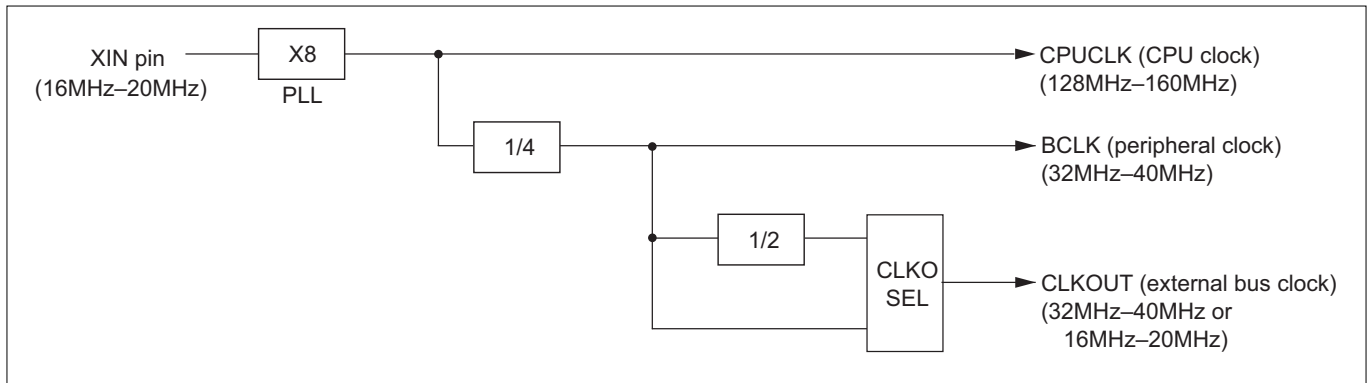 XIN pin
(16MHz–20MHz)
X8
PLL
CPUCLK (CPU clock)
(128MHz–160MHz)
1/4
BCLK (peripheral clock)
(32MHz–40MHz)
1/2
CLKO
SEL
CLKOUT (external bus clock)
(32MHz–40MHz or
16MHz–20MHz)